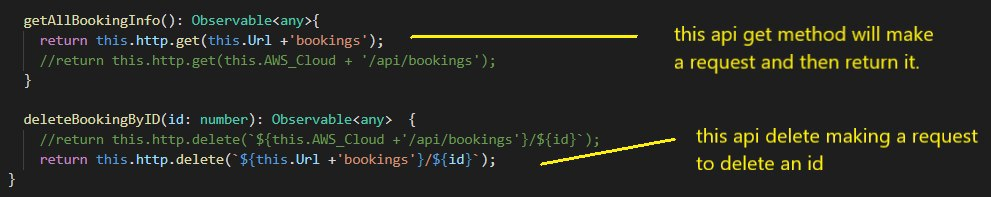 getAllBookingInfo(): Observable<any>{
return this.http.get(this.Url +'bookings');
//return this.http.get(this.AWS_Cloud + '/api/bookings');
}
this api get method will make
a request and then return it.
deleteBookingByID(id: number): Observable<any>  {
//return this.http.delete(`${this.AWS_Cloud +'/api/bookings'}/${id}`);
return this.http.delete(`${this.Url +'bookings'}/${id}`);
}
this api delete making a request
to delete an id